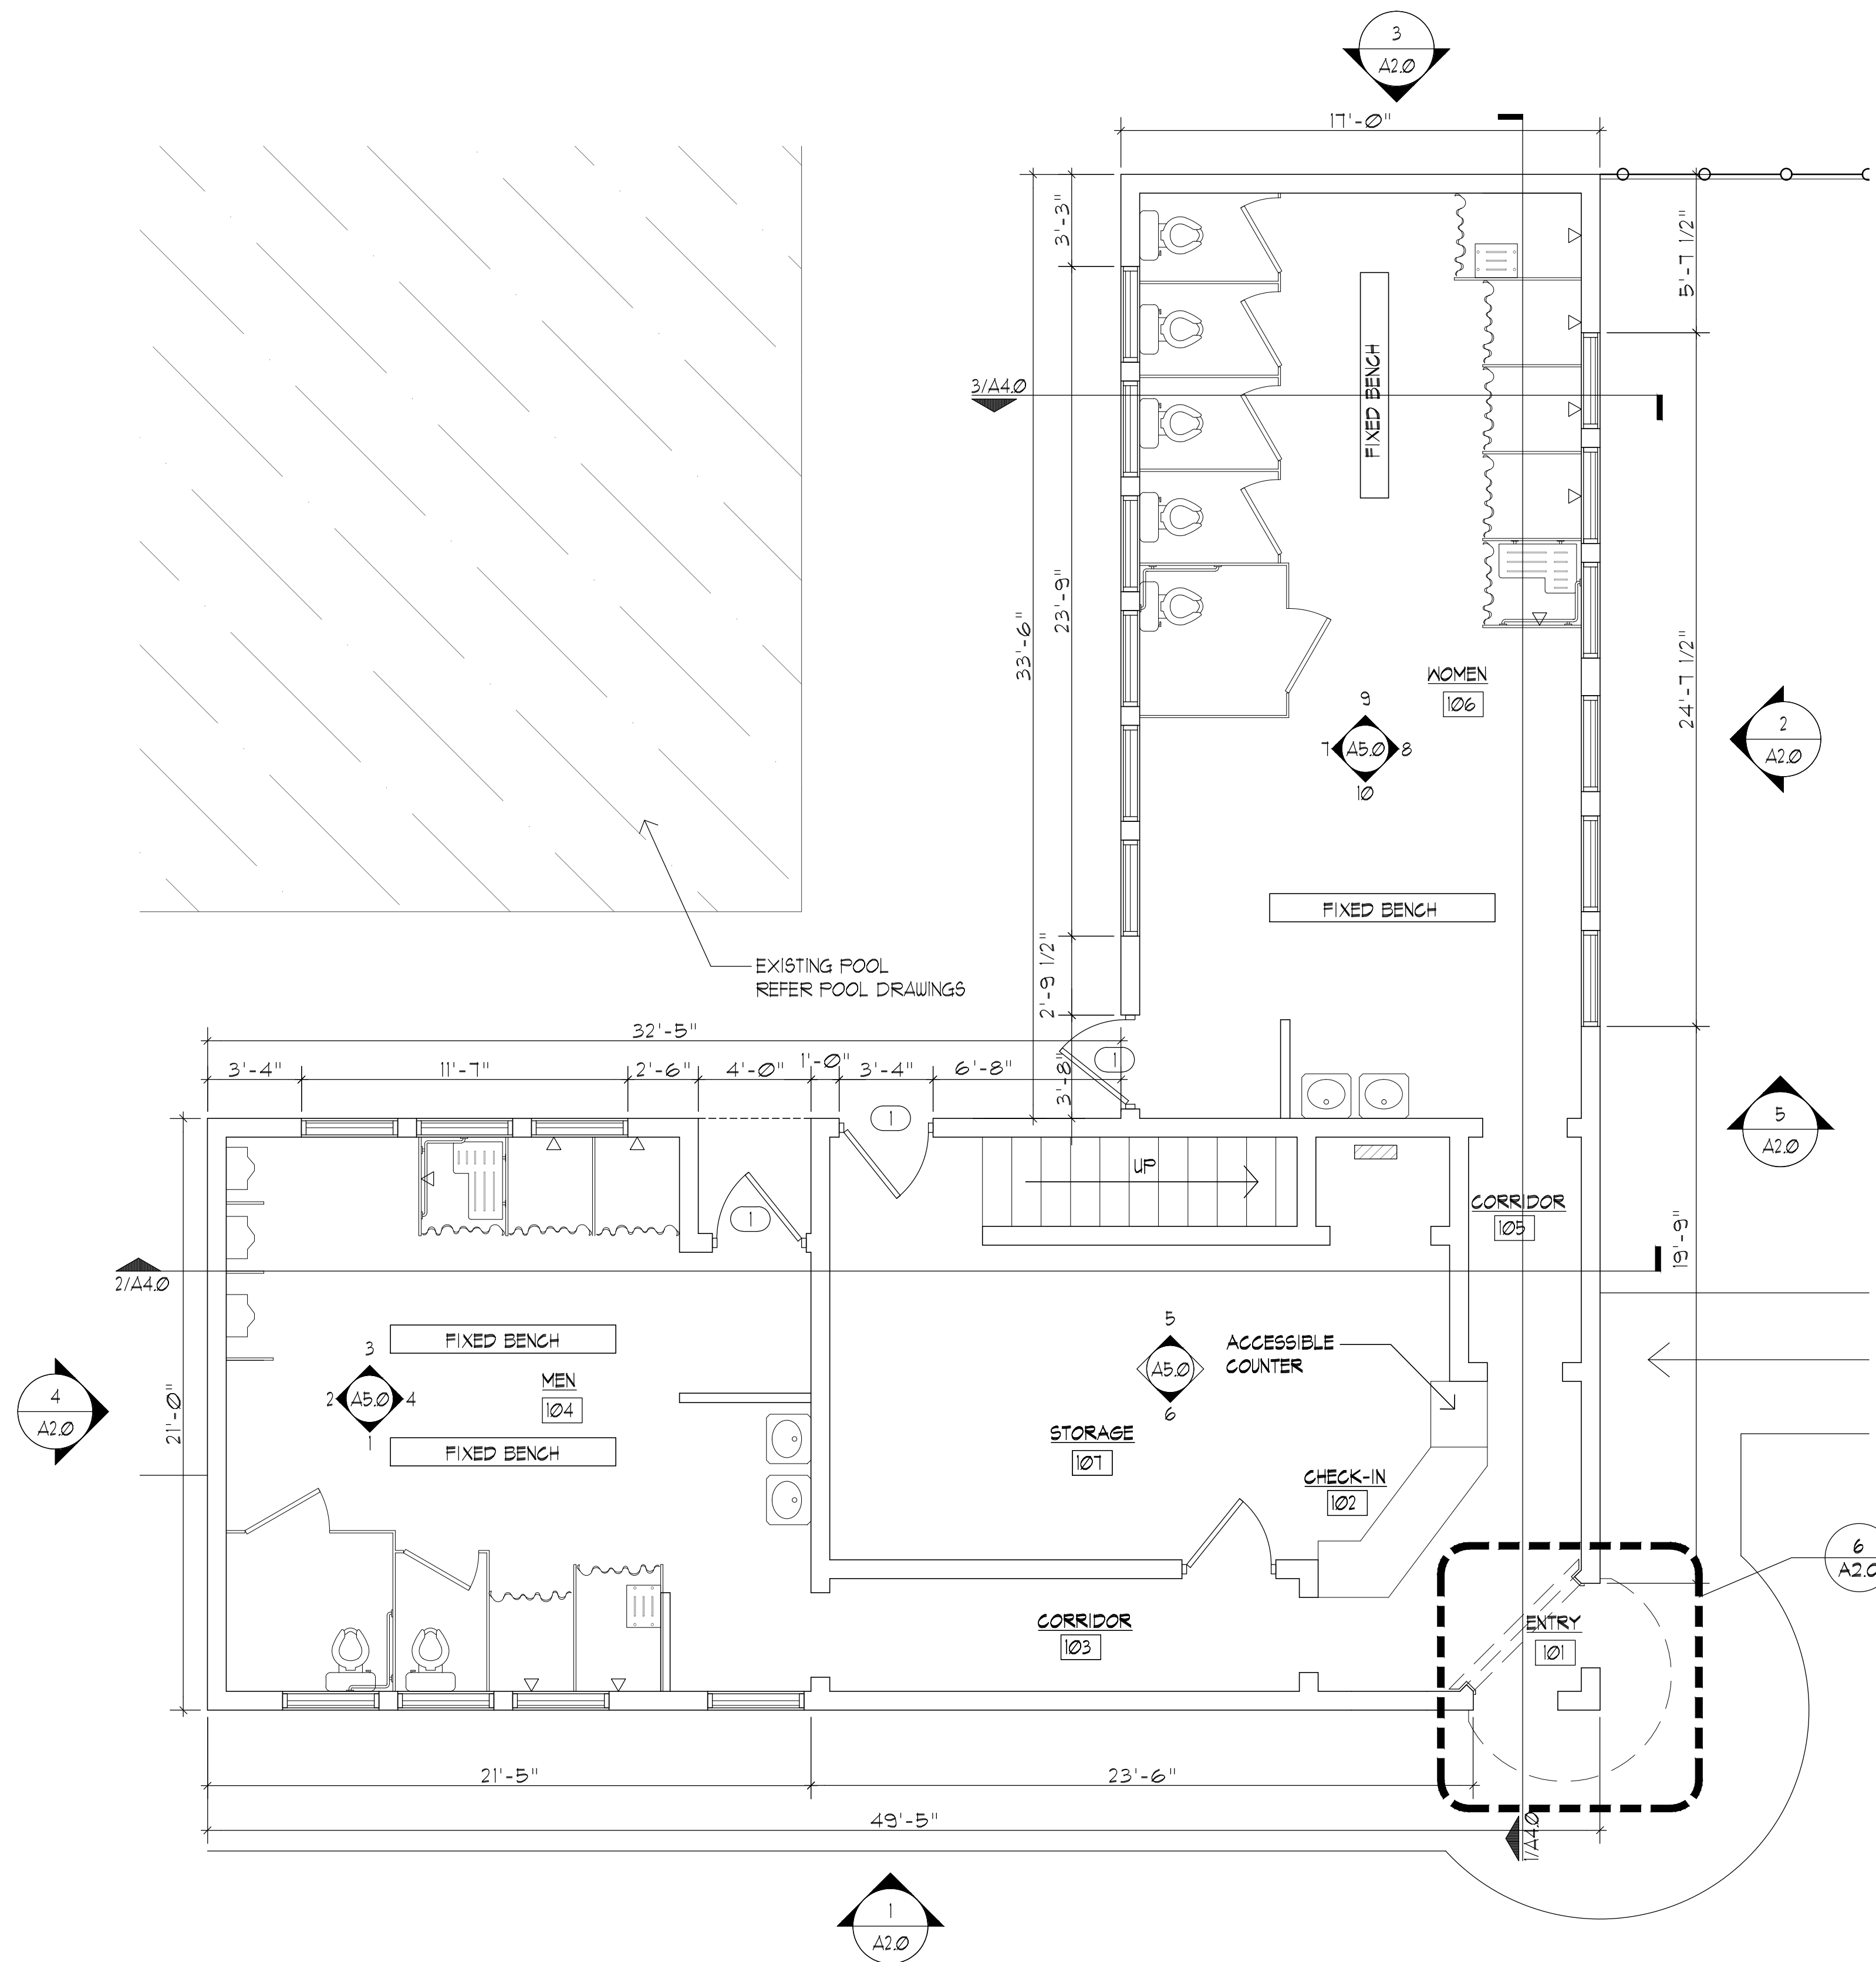 3
A2.0
17'-0"
3'-3"
5'-7 1/2"
3/A4.0
FIXED BENCH
33'-6"
23'-9"
24'-7 1/2"
WOMEN
106
9
7 A5.0 8
10
2
A2.0
FIXED BENCH
EXISTING POOL
REFER POOL DRAWINGS
2'-9 1/2"
32'-5"
3'-4"
11'-7"
2'-6"
4'-0"
1'-0"
3'-4"
6'-8"
3'-8"
1
1
1
UP
5
A2.0
CORRIDOR
105
19'-9"
2/A4.0
FIXED BENCH
3
2 A5.0 4
1
MEN
104
FIXED BENCH
4
A2.0
21'-0"
5
A5.0
6
ACCESSIBLE
COUNTER
STORAGE
107
CHECK-IN
102
6
A2.0
CORRIDOR
103
ENTRY
101
21'-5"
23'-6"
49'-5"
1/A4.0
1
A2.0